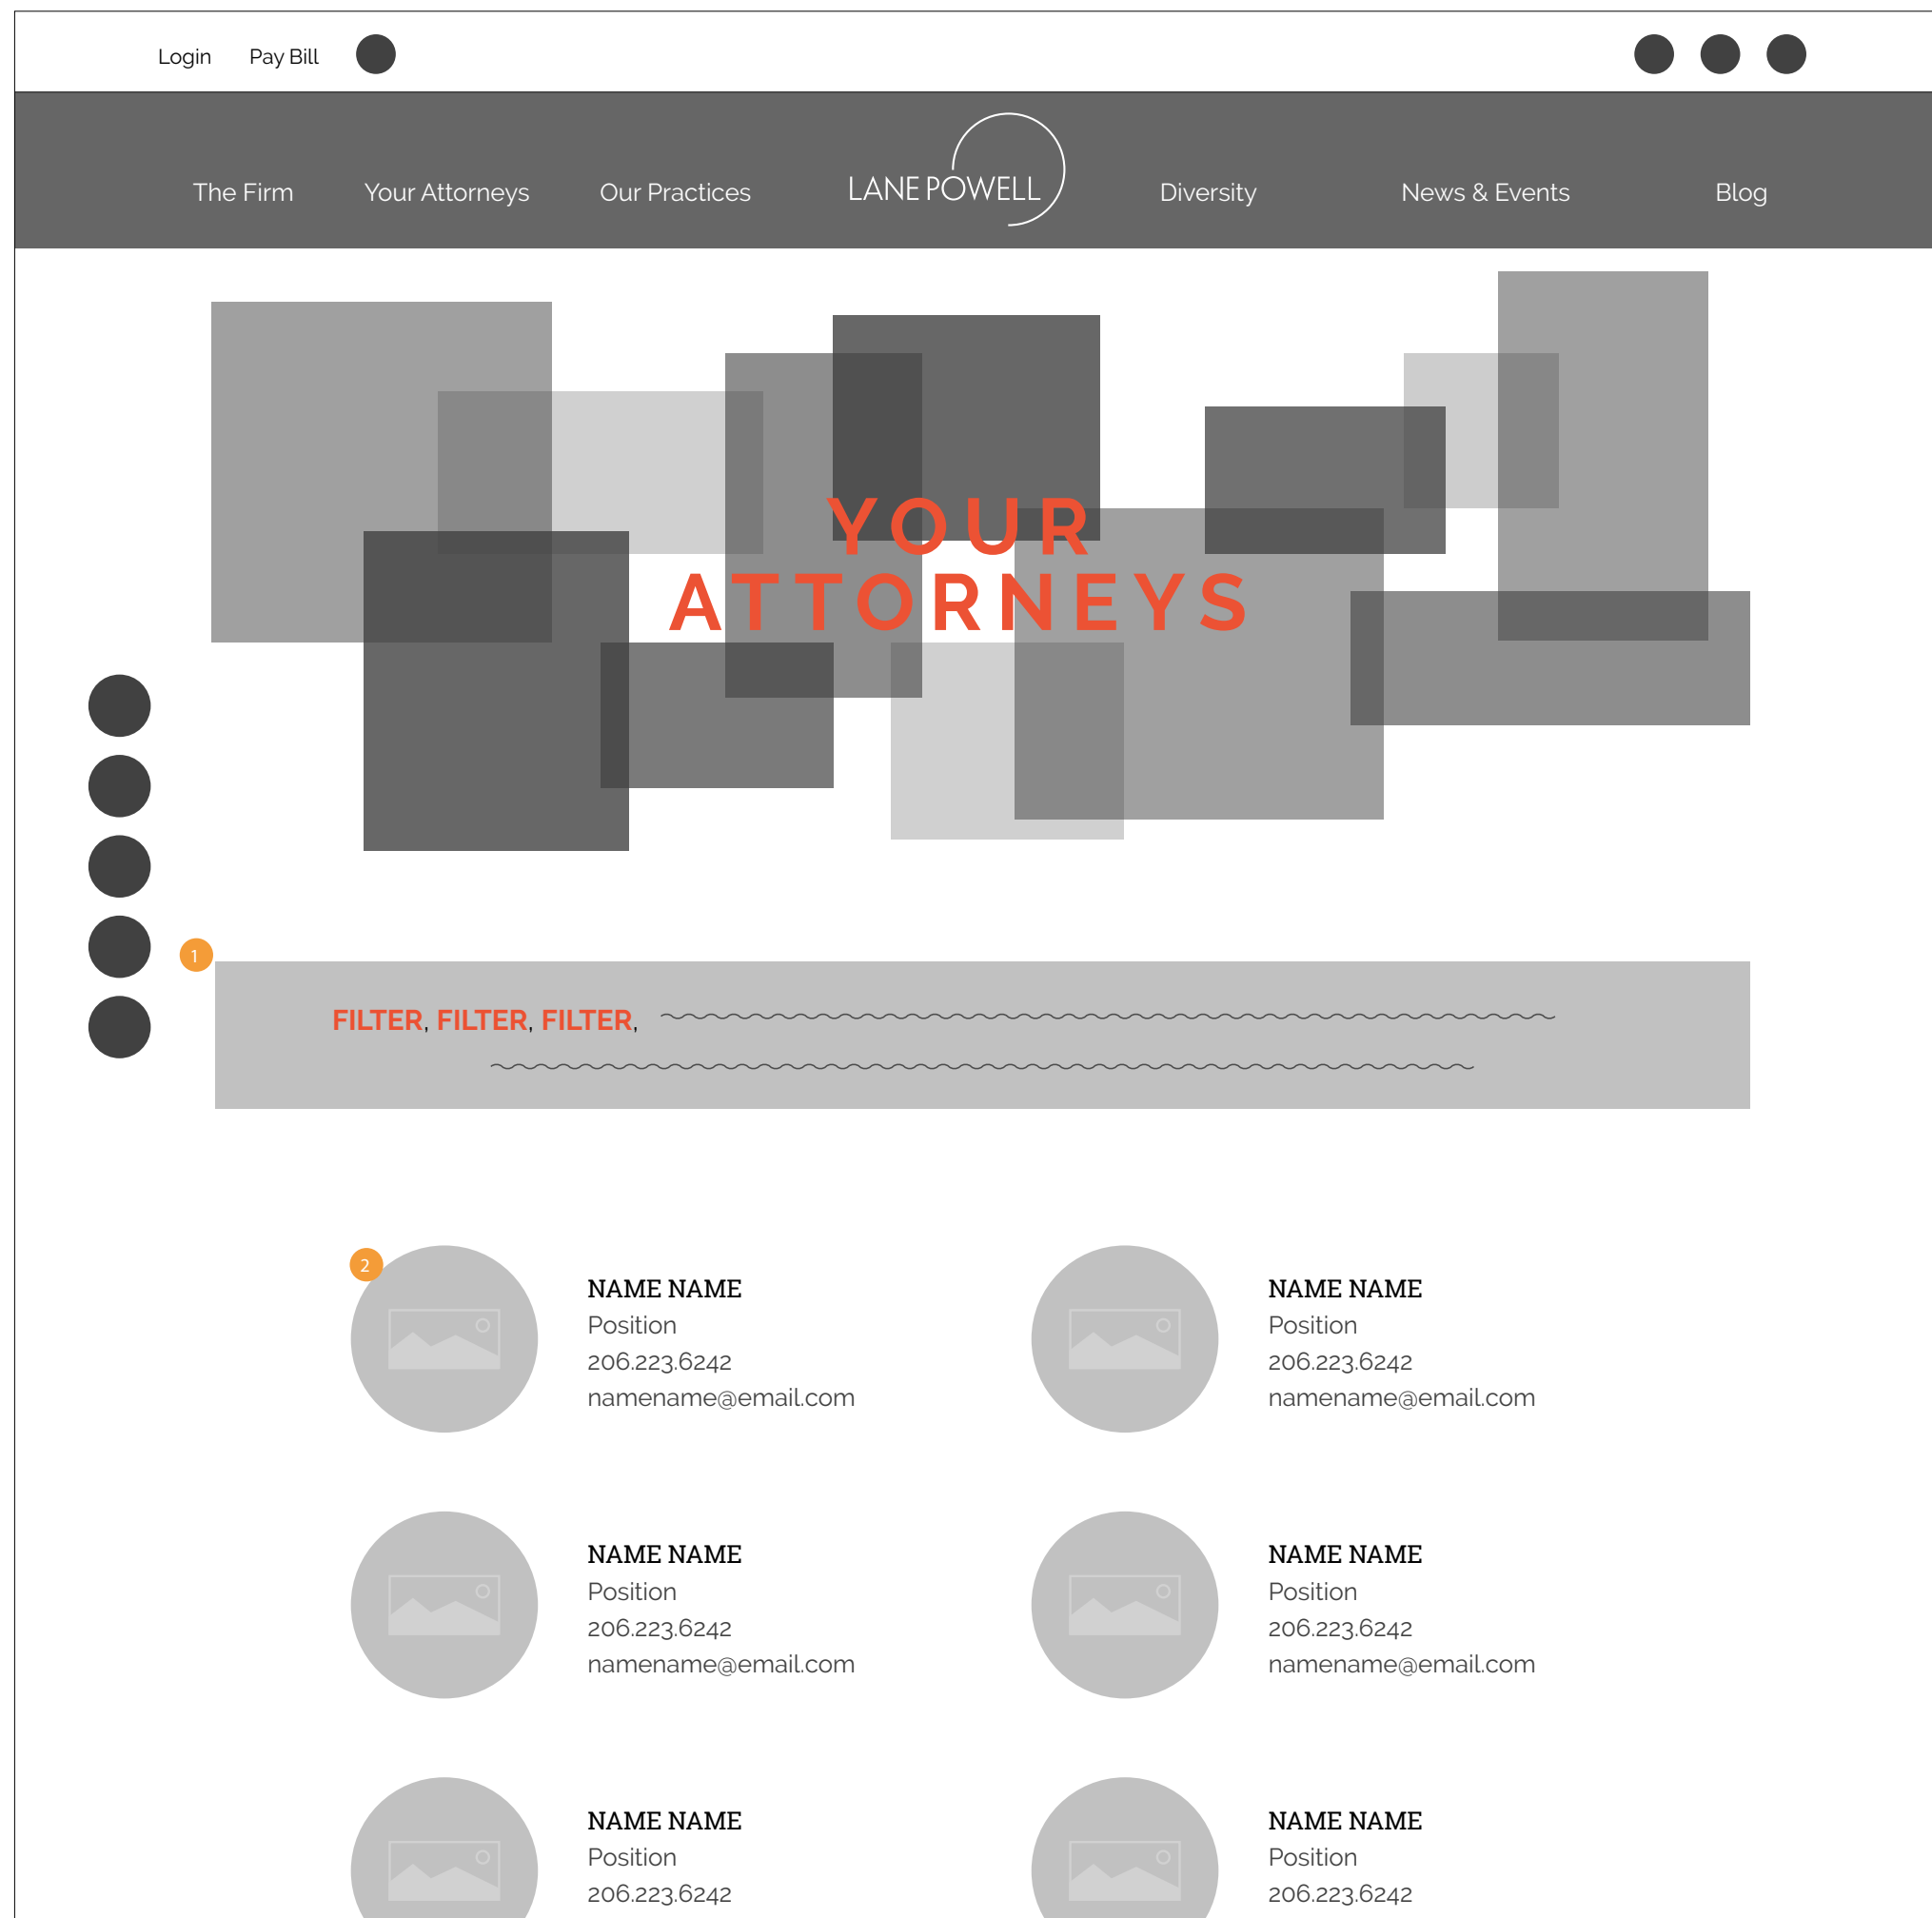 Login Pay Bill
The Firm Your Attorneys Our Practices LANE POWELL Diversity News & Events Blog
YOUR
ATTORNEYS
1
FILTER, FILTER, FILTER,
2
NAME NAME
Position
206.223.6242
namename@email.com
NAME NAME
Position
206.223.6242
namename@email.com
NAME NAME
Position
206.223.6242
namename@email.com
NAME NAME
Position
206.223.6242
namename@email.com
NAME NAME
Position
206.223.6242
NAME NAME
Position
206.223.6242